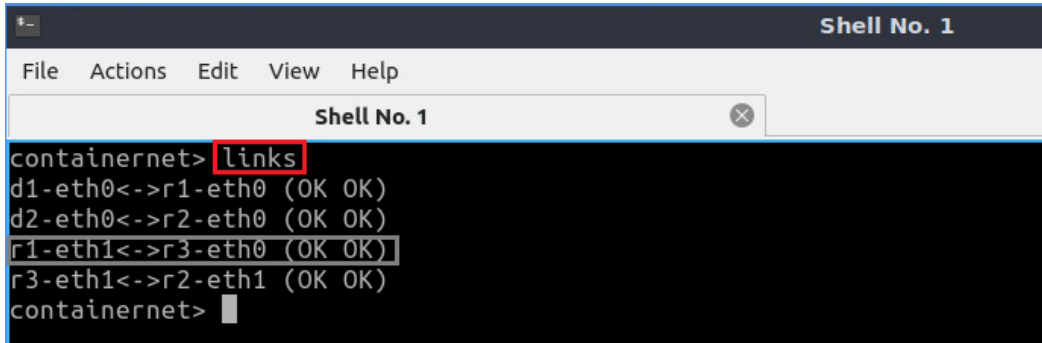 Shell No. 1
File Actions Edit View Help
Shell No. 1
containernet> links
d1-eth0<->r1-eth0 (OK OK)
d2-eth0<->r2-eth0 (OK OK)
r1-eth1<->r3-eth0 (OK OK)
r3-eth1<->r2-eth1 (OK OK)
containernet>